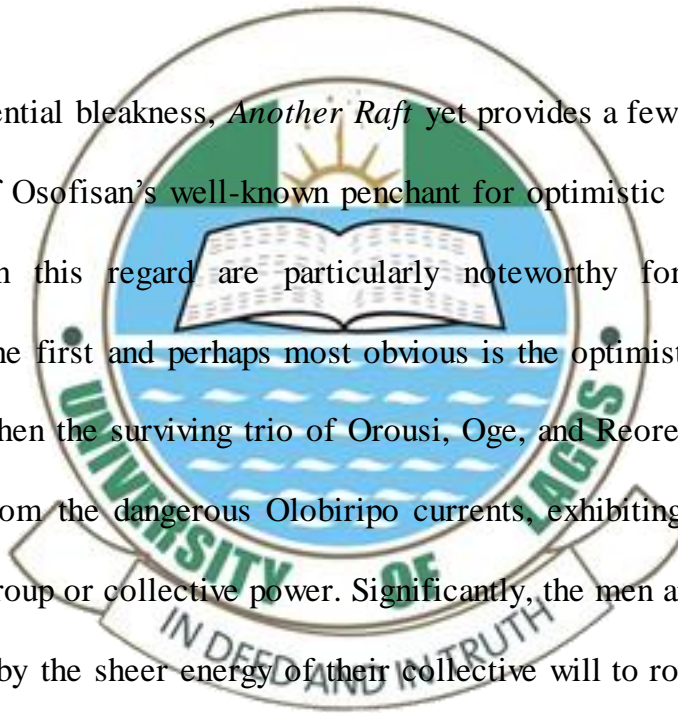 ential bleakness, Another Raft yet provides a few
f Osofisan's well-known penchant for optimistic
n this regard are particularly noteworthy for
ne first and perhaps most obvious is the optimist
hen the surviving trio of Orousi, Oge, and Reore
om the dangerous Olobiripo currents, exhibiting
roup or collective power. Significantly, the men a
by the sheer energy of their collective will to ro
UNIVERSITY OF LAGOS
IN DEED AND IN TRUTH